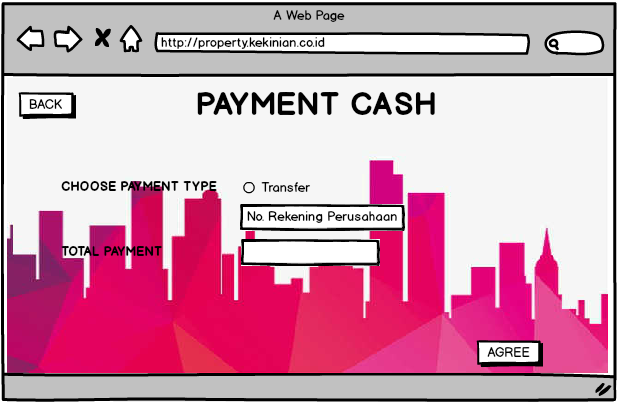 A Web Page
http://property.kekinian.co.id
BACK
PAYMENT CASH
CHOOSE PAYMENT TYPE
Transfer
No. Rekening Perusahaan
TOTAL PAYMENT
AGREE